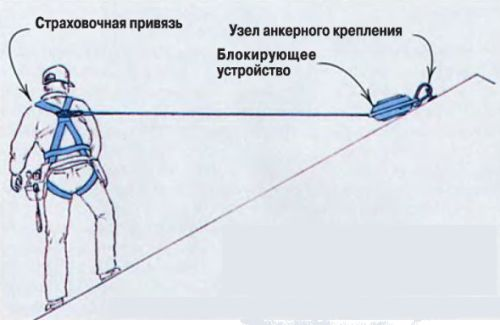 Страховочная привязь
Узел анкерного крепления
Блокирующее
устройство